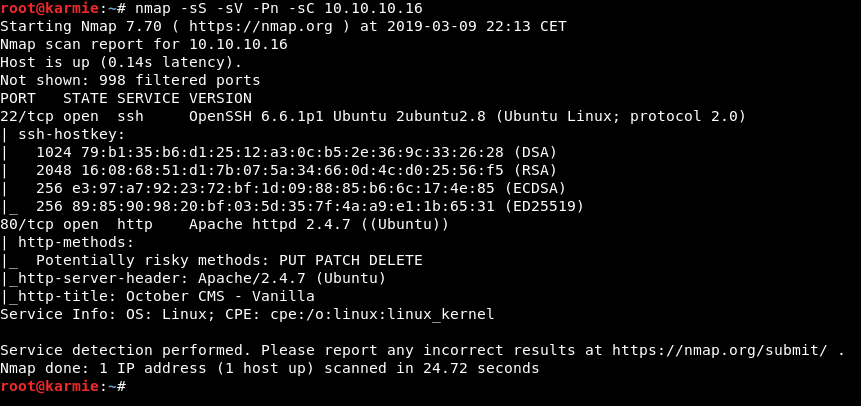 root@karmie:~# nmap -sS -sV -Pn -sC 10.10.10.16
Starting Nmap 7.70 ( https://nmap.org ) at 2019-03-09 22:13 CET
Nmap scan report for 10.10.10.16
Host is up (0.14s latency).
Not shown: 998 filtered ports
PORT   STATE SERVICE VERSION
22/tcp open  ssh     OpenSSH 6.6.1p1 Ubuntu 2ubuntu2.8 (Ubuntu Linux; protocol 2.0)
| ssh-hostkey:
|   1024 79:b1:35:b6:d1:25:12:a3:0c:b5:2e:36:9c:33:26:28 (DSA)
|   2048 16:08:68:51:d1:7b:07:5a:34:66:0d:4c:d0:25:56:f5 (RSA)
|   256 e3:97:a7:92:23:72:bf:1d:09:88:85:b6:6c:17:4e:85 (ECDSA)
|_  256 89:85:90:98:20:bf:03:5d:35:7f:4a:a9:e1:1b:65:31 (ED25519)
80/tcp open  http    Apache httpd 2.4.7 ((Ubuntu))
| http-methods:
|_  Potentially risky methods: PUT PATCH DELETE
|_http-server-header: Apache/2.4.7 (Ubuntu)
|_http-title: October CMS - Vanilla
Service Info: OS: Linux; CPE: cpe:/o:linux:linux_kernel

Service detection performed. Please report any incorrect results at https://nmap.org/submit/ .
Nmap done: 1 IP address (1 host up) scanned in 24.72 seconds
root@karmie:~#